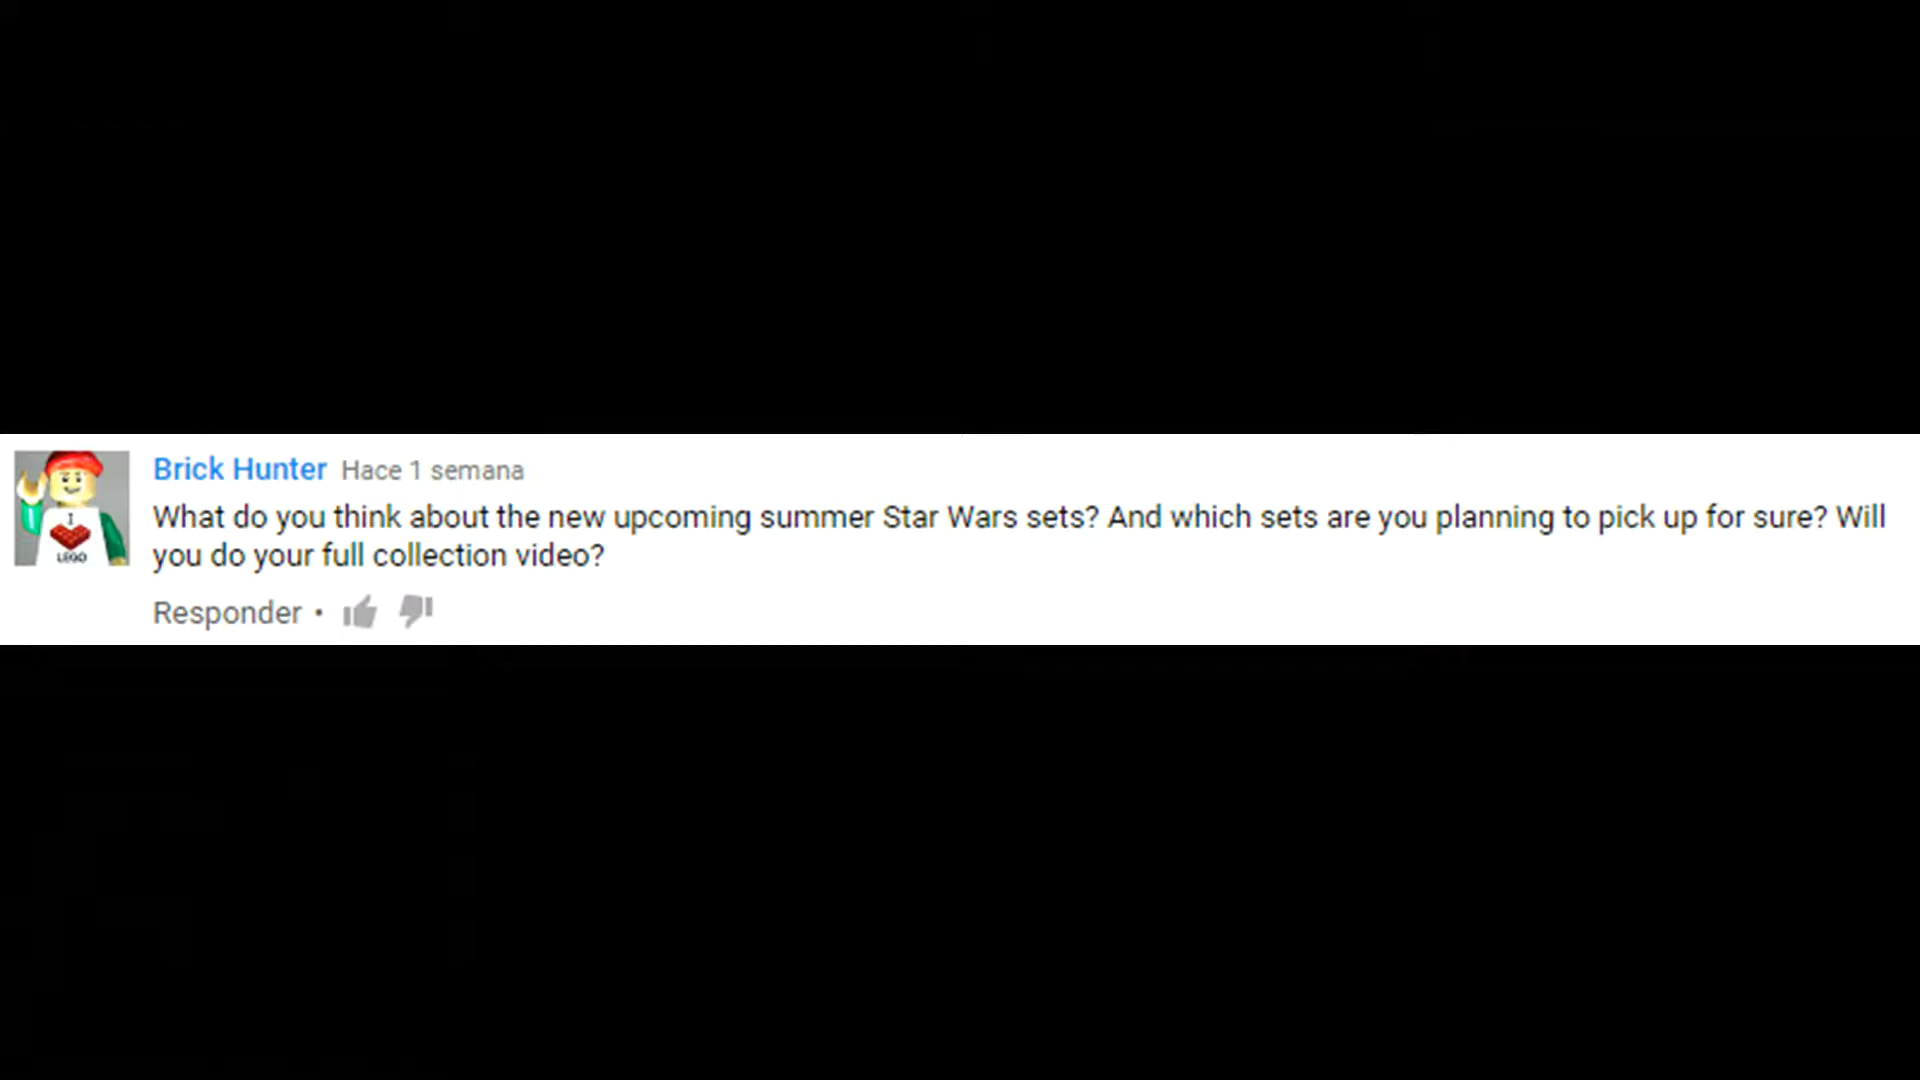 Brick Hunter Hace 1 semana
What do you think about the new upcoming summer Star Wars sets? And which sets are you planning to pick up for sure? Will
you do your full collection video?
Responder •
I
LEGO